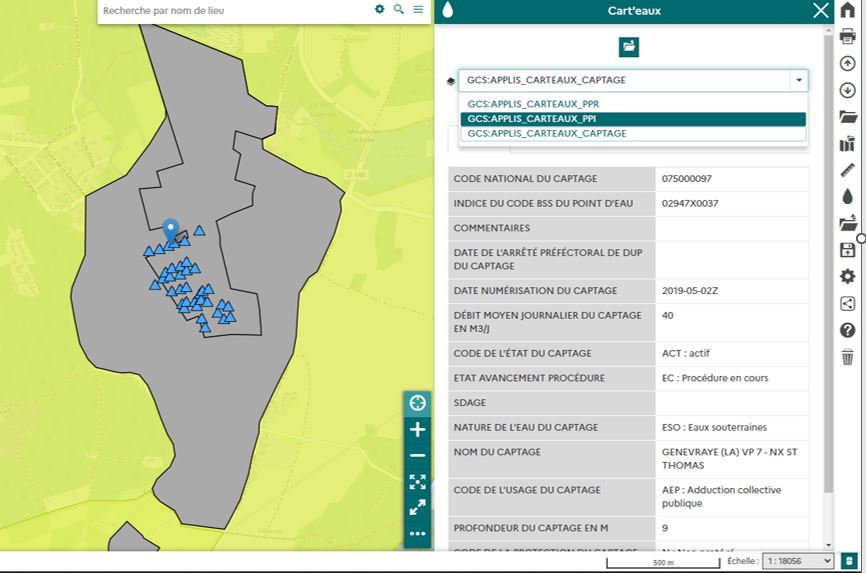 Recherche par nom de lieu
Cart'eaux
GCS:APPLIS_CARTEAUX_CAPTAGE
GCS:APPLIS_CARTEAUX_PPR
GCS:APPLIS_CARTEAUX_PPI
GCS:APPLIS_CARTEAUX_CAPTAGE
CODE NATIONAL DU CAPTAGE 075000097
INDICE DU CODE BSS DU POINT D'EAU 02947X0037
COMMENTAIRES
DATE DE L'ARRÊTÉ PRÉFÉCTORAL DE DUP
DU CAPTAGE
DATE NUMÉRISATION DU CAPTAGE 2019-05-02Z
DÉBIT MOYEN JOURNALIER DU CAPTAGE 40
EN M3/J
CODE DE L'ÉTAT DU CAPTAGE ACT : actif
ETAT AVANCEMENT PROCÉDURE EC : Procédure en cours
SDAGE
NATURE DE L'EAU DU CAPTAGE ESO : Eaux souterraines
NOM DU CAPTAGE GENEVRAYE (LA) VP 7 - NX ST
THOMAS
CODE DE L'USAGE DU CAPTAGE AEP : Adduction collective
publique
PROFONDEUR DU CAPTAGE EN M 9
D 148
500 m
Échelle :
1 : 18056